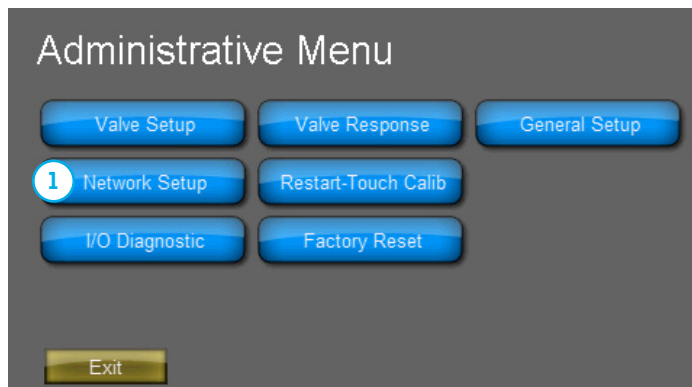 Administrative Menu
Valve Setup
Valve Response
General Setup
1
Network Setup
Restart-Touch Calib
I/O Diagnostic
Factory Reset
Exit